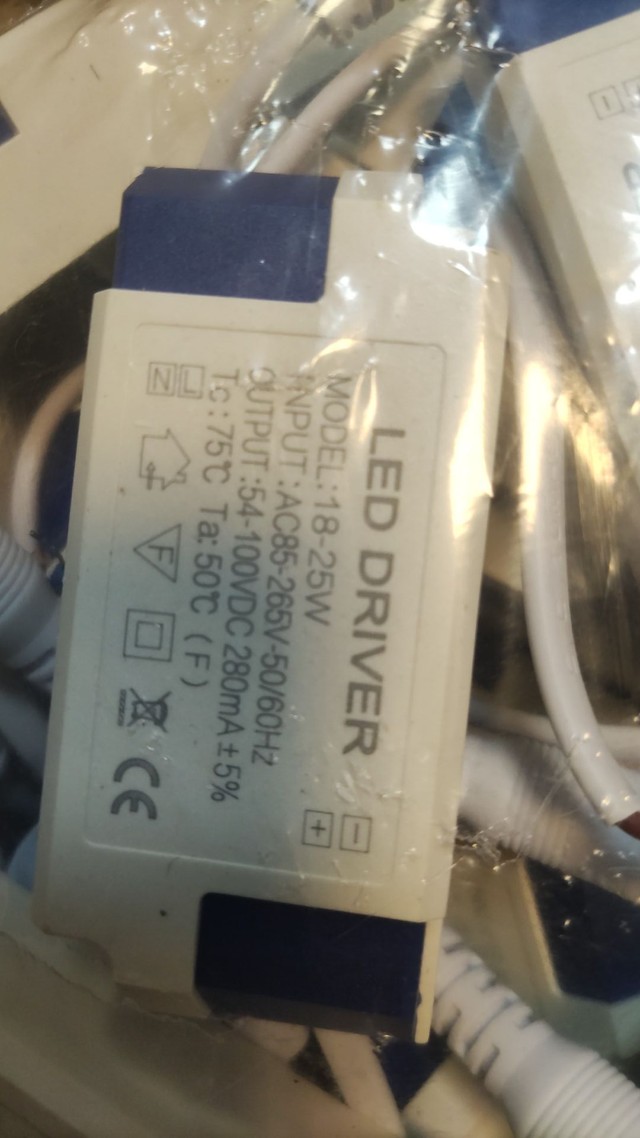 LED DRIVER
MODEL:18-25W
INPUT:AC85-265V-50/60Hz
OUTPUT:54-100VDC 280mA±5%
Tc:75℃ Ta:50℃ (F)
L
N
F
CE
-
+